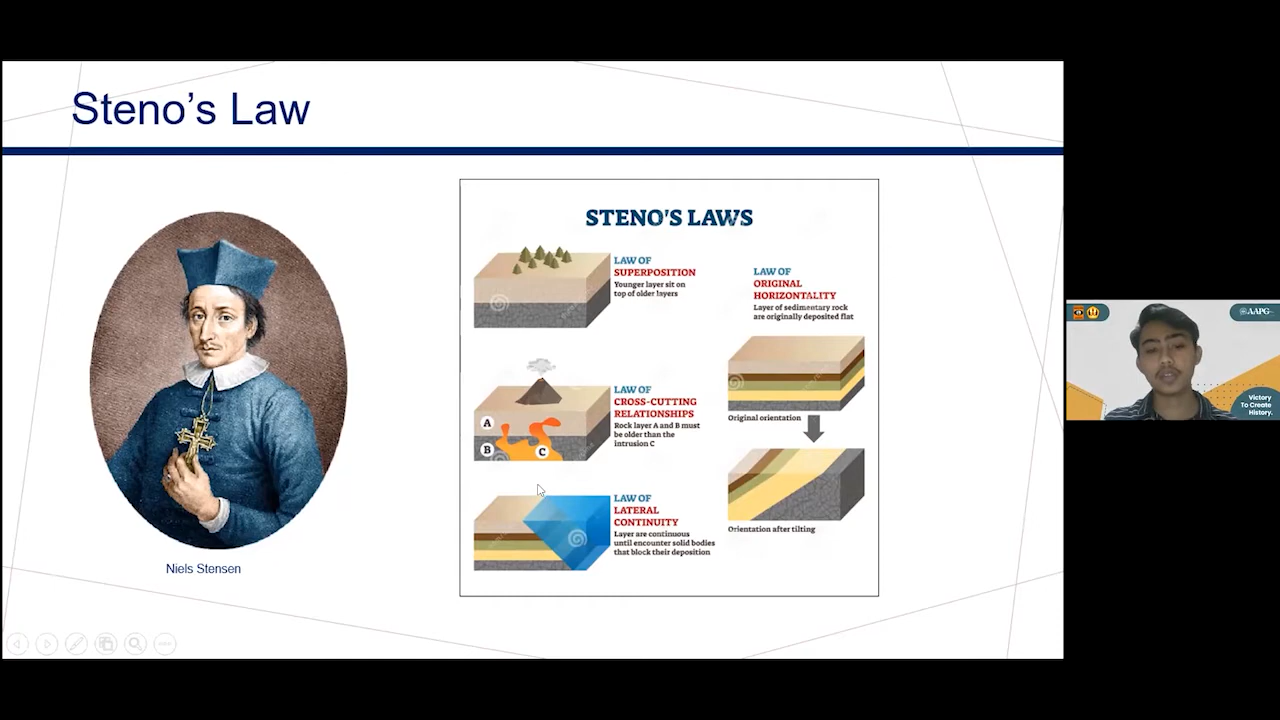 Steno's Law
STENO'S LAWS
LAW OF
SUPERPOSITION
Younger layer sit on
top of older layers
LAW OF
CROSS-CUTTING
RELATIONSHIPS
Rock layer A and B must
be older than the
intrusion C
A
B
C
LAW OF
LATERAL
CONTINUITY
Layer are continuous
until encounter solid bodies
that block their deposition
LAW OF
ORIGINAL
HORIZONTALITY
Layer of sedimentary rock
are originally deposited flat
Original orientation
Orientation after tilting
Niels Stensen
AAPG
Victory
To Create
History.